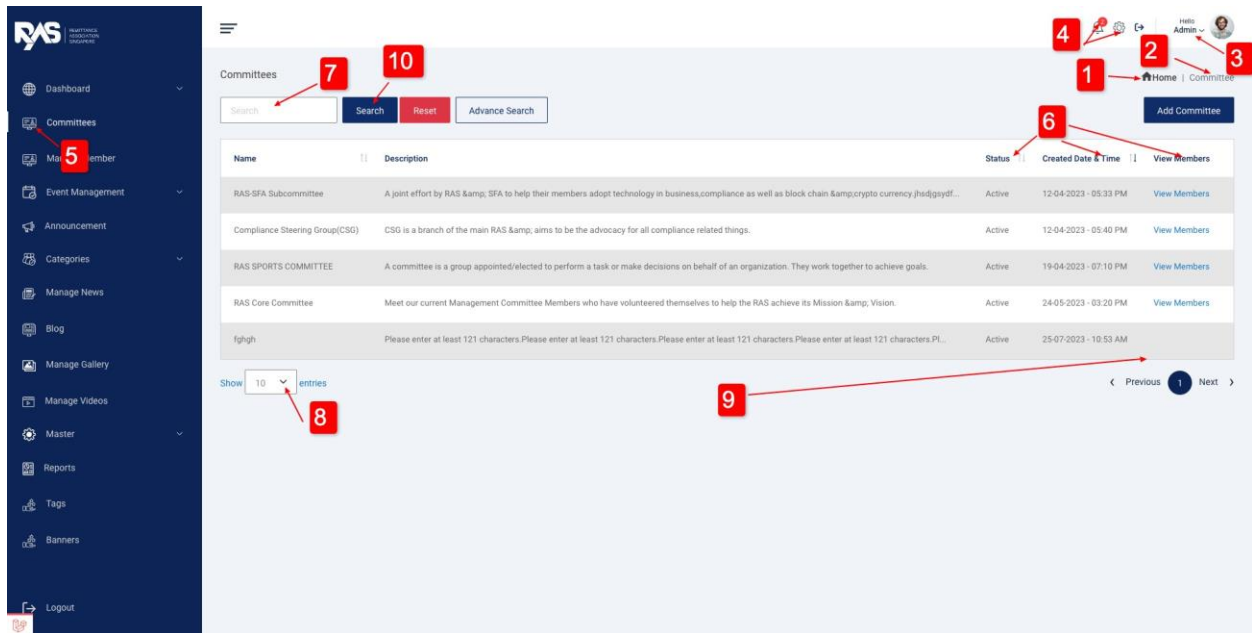 RAS REMITTANCE ASSOCIATION SINGAPORE
Dashboard
Committees
5
Ma ember
Event Management
Announcement
Categories
Manage News
Blog
Manage Gallery
Manage Videos
Master
Reports
Tags
Banners
Logout
4
Hello
Admin
2
3
Committees
7
10
1
Home | Committee
Search
Search
Reset
Advance Search
Add Committee
6
Name Description Status Created Date & Time View Members
RAS-SFA Subcommittee A joint effort by RAS &amp; SFA to help their members adopt technology in business,compliance as well as block chain &amp;crypto currency.jhsdjgsydf... Active 12-04-2023 - 05:33 PM View Members
Compliance Steering Group(CSG) CSG is a branch of the main RAS &amp; aims to be the advocacy for all compliance related things. Active 12-04-2023 - 05:40 PM View Members
RAS SPORTS COMMITTEE A committee is a group appointed/elected to perform a task or make decisions on behalf of an organization. They work together to achieve goals. Active 19-04-2023 - 07:10 PM View Members
RAS Core Committee Meet our current Management Committee Members who have volunteered themselves to help the RAS achieve its Mission &amp; Vision. Active 24-05-2023 - 03:20 PM View Members
fghgh Please enter at least 121 characters.Please enter at least 121 characters.Please enter at least 121 characters.Please enter at least 121 characters.Pl... Active 25-07-2023 - 10:53 AM
Show 10 entries
8
9
Previous 1 Next